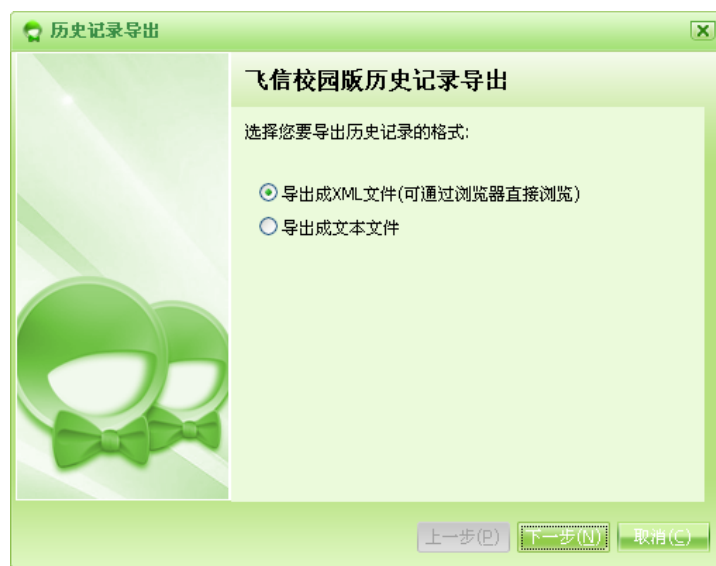 历史记录导出
飞信校园版历史记录导出
选择您要导出历史记录的格式:
导出成XML文件(可通过浏览器直接浏览)
导出成文本文件
上一步(P) 下一步(N) 取消(C)